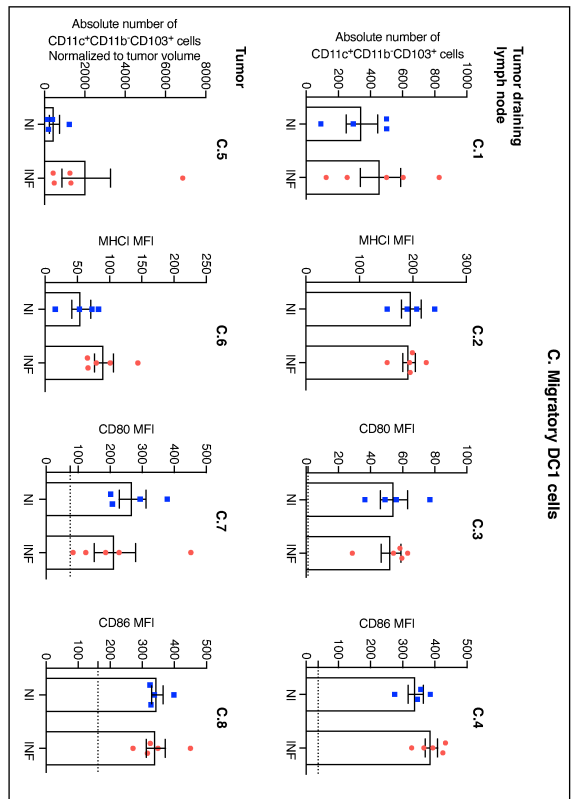 C. Migratory DC1 cells
Tumor draining
lymph node
C.1
Absolute number of
CD11c⁺CD11b⁻CD103⁺ cells
1000
800
600
400
200
0
NI
INF
C.2
MHCI MFI
300
200
100
0
NI
INF
C.3
CD80 MFI
100
80
60
40
20
0
NI
INF
C.4
CD86 MFI
500
400
300
200
100
0
NI
INF
Tumor
C.5
Absolute number of
CD11c⁺CD11b⁻CD103⁺ cells
Normalized to tumor volume
8000
6000
4000
2000
0
NI
INF
C.6
MHCI MFI
250
200
150
100
50
0
NI
INF
C.7
CD80 MFI
500
400
300
200
100
0
NI
INF
C.8
CD86 MFI
500
400
300
200
100
0
NI
INF